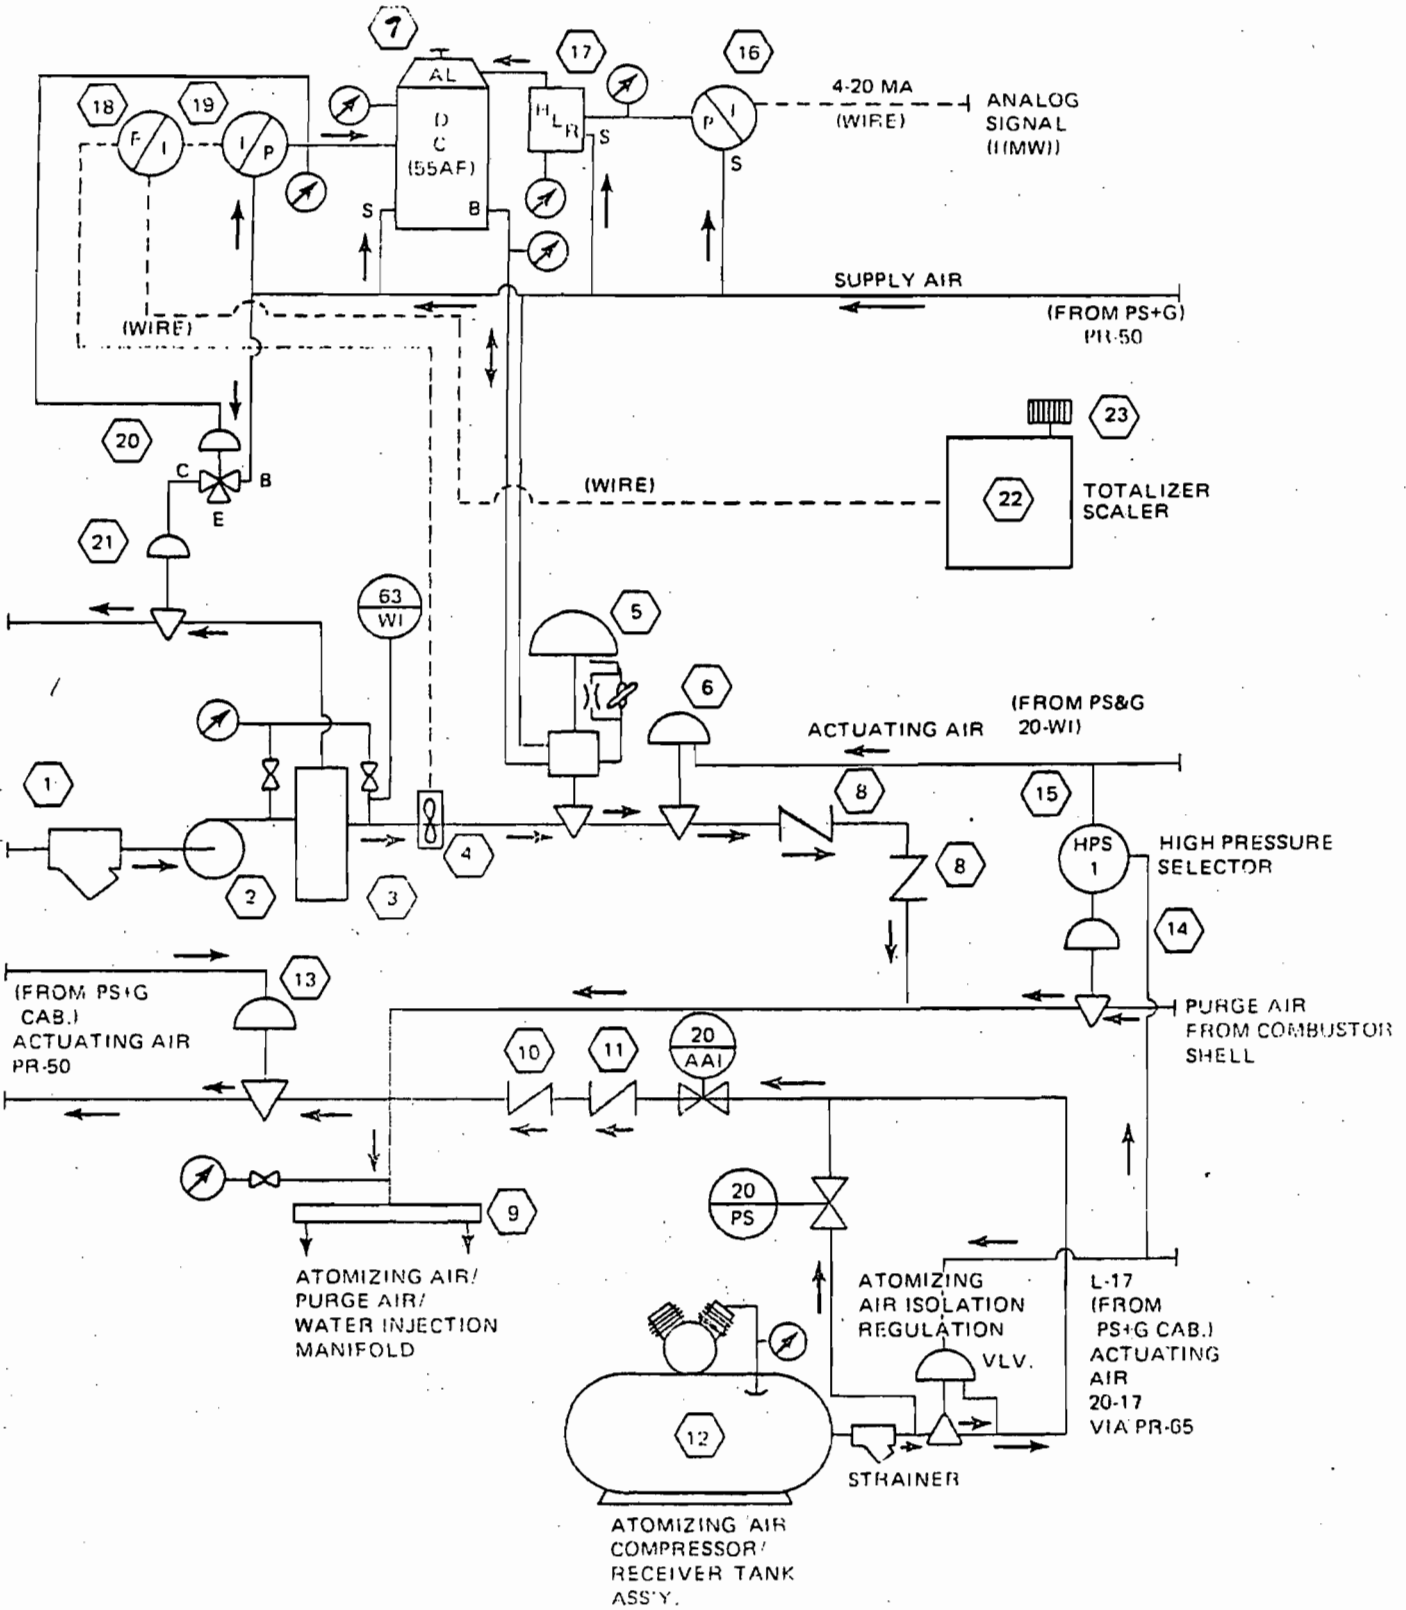 7
17
16
AL
4-20 MA
(WIRE)
ANALOG
SIGNAL
(I(MW))
18
19
F
I
I
P
D
C
(55AF)
H
L
R
S
P
I
S
S
B
SUPPLY AIR
(FROM PS+G)
PR-50
(WIRE)
20
C
B
E
23
22
TOTALIZER
SCALER
(WIRE)
21
63
WI
5
6
(FROM PS&G
20-WI)
ACTUATING AIR
1
8
15
HPS
1
HIGH PRESSURE
SELECTOR
4
8
2
3
14
13
(FROM PS+G
CAB.)
ACTUATING AIR
PR-50
PURGE AIR
FROM COMBUSTOR
SHELL
10
11
20
AAI
9
20
PS
ATOMIZING AIR/
PURGE AIR/
WATER INJECTION
MANIFOLD
ATOMIZING
AIR ISOLATION
REGULATION
VLV.
L-17
(FROM
PS+G CAB.)
ACTUATING
AIR
20-17
VIA PR-65
12
STRAINER
ATOMIZING AIR
COMPRESSOR/
RECEIVER TANK
ASS'Y.